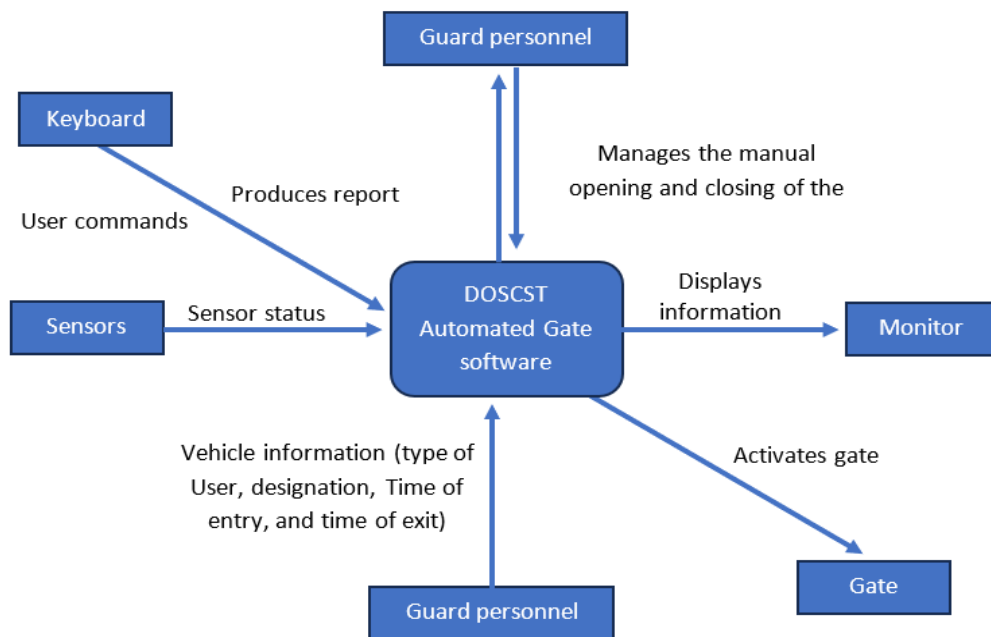 Guard personnel
Keyboard
Manages the manual
opening and closing of the
Produces report
User commands
DOSCST
Automated Gate
software
Displays
information
Sensors
Sensor status
Monitor
Vehicle information (type of
User, designation, Time of
entry, and time of exit)
Activates gate
Gate
Guard personnel